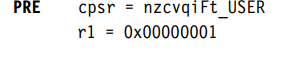 PRE cpsr = nzcvqiFt_USER
r1 = 0x00000001